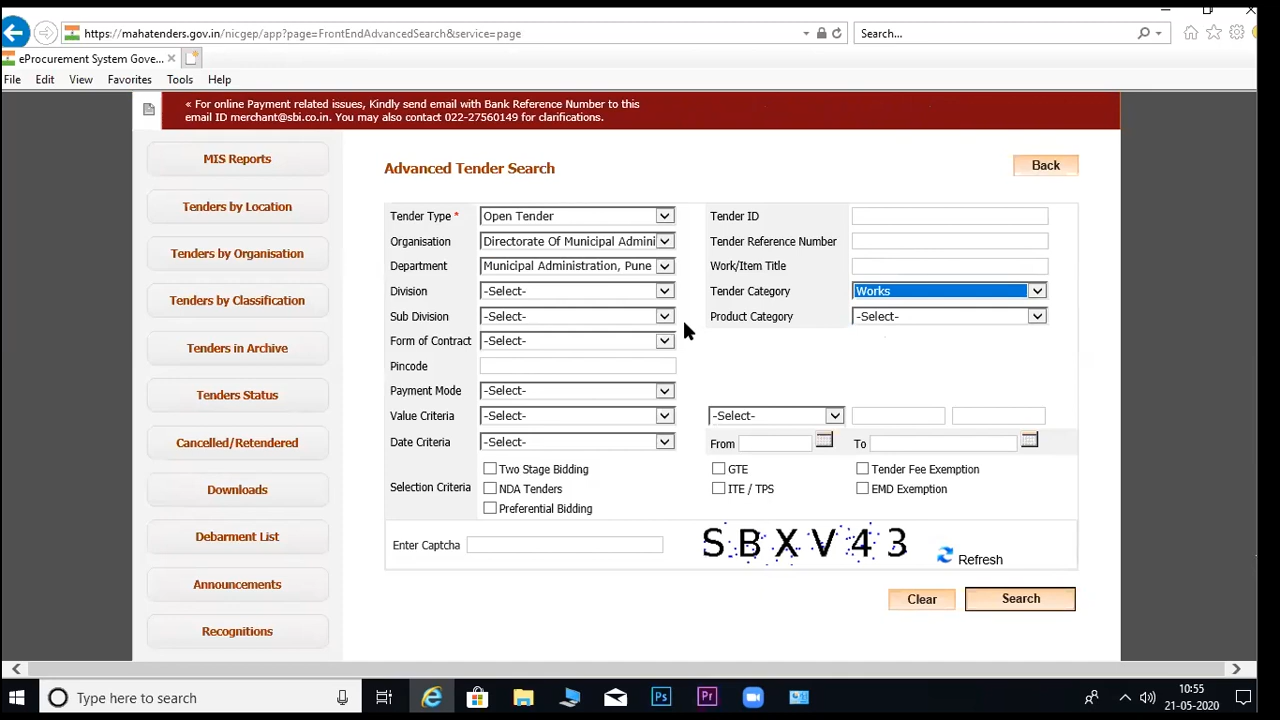 https://mahatenders.gov.in/nicgep/app?page=FrontEndAdvancedSearch&service=page
Search...
eProcurement System Gove...
File Edit View Favorites Tools Help
« For online Payment related issues, Kindly send email with Bank Reference Number to this
email ID merchant@sbi.co.in. You may also contact 022-27560149 for clarifications.
MIS Reports
Tenders by Location
Tenders by Organisation
Tenders by Classification
Tenders in Archive
Tenders Status
Cancelled/Retendered
Downloads
Debarment List
Announcements
Recognitions
Advanced Tender Search
Back
Tender Type * Open Tender Tender ID
Organisation Directorate Of Municipal Admini Tender Reference Number
Department Municipal Administration, Pune Work/Item Title
Division -Select- Tender Category Works
Sub Division -Select- Product Category -Select-
Form of Contract -Select-
Pincode
Payment Mode -Select-
Value Criteria -Select- -Select-
Date Criteria -Select- From To
Two Stage Bidding GTE Tender Fee Exemption
Selection Criteria NDA Tenders ITE / TPS EMD Exemption
Preferential Bidding
Enter Captcha SBXV43 Refresh
Clear Search
Type here to search
Ps Pr
10:55
21-05-2020